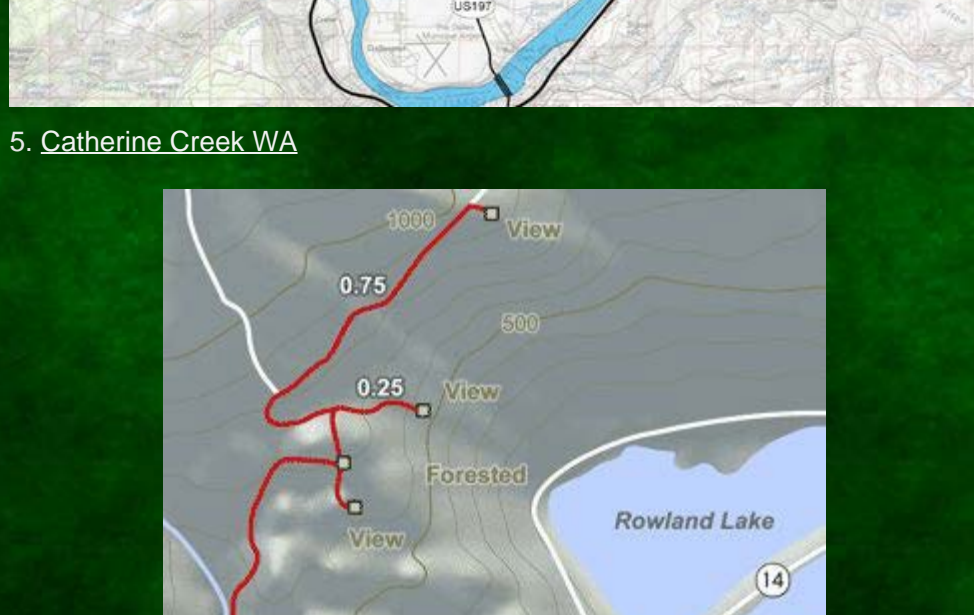 US197
5. Catherine Creek WA
1000
View
0.75
500
0.25
View
Forested
Rowland Lake
View
14